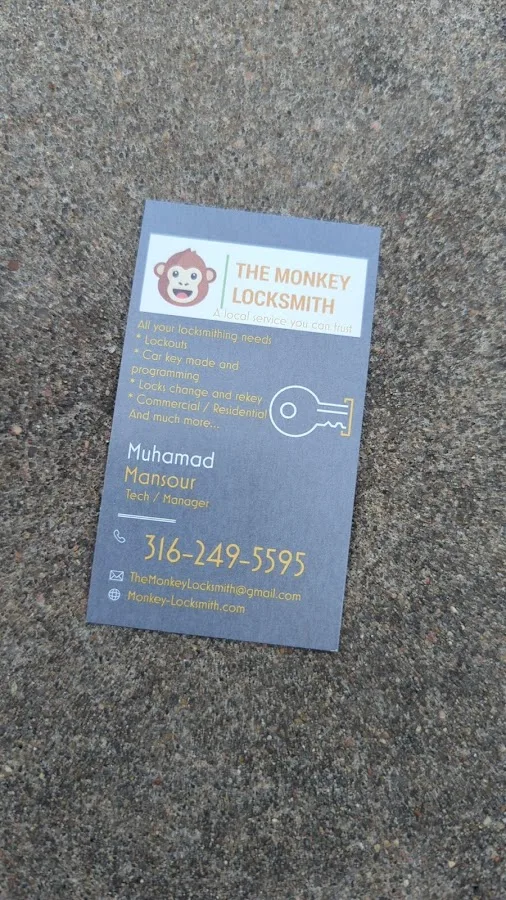 THE MONKEY
LOCKSMITH
A local service you can trust
All your locksmithing needs
* Lockouts
* Car key made and
programming
* Locks change and rekey
* Commercial / Residential
And much more...
Muhamad
Mansour
Tech / Manager
316-249-5595
TheMonkeyLocksmith@gmail.com
Monkey-Locksmith.com